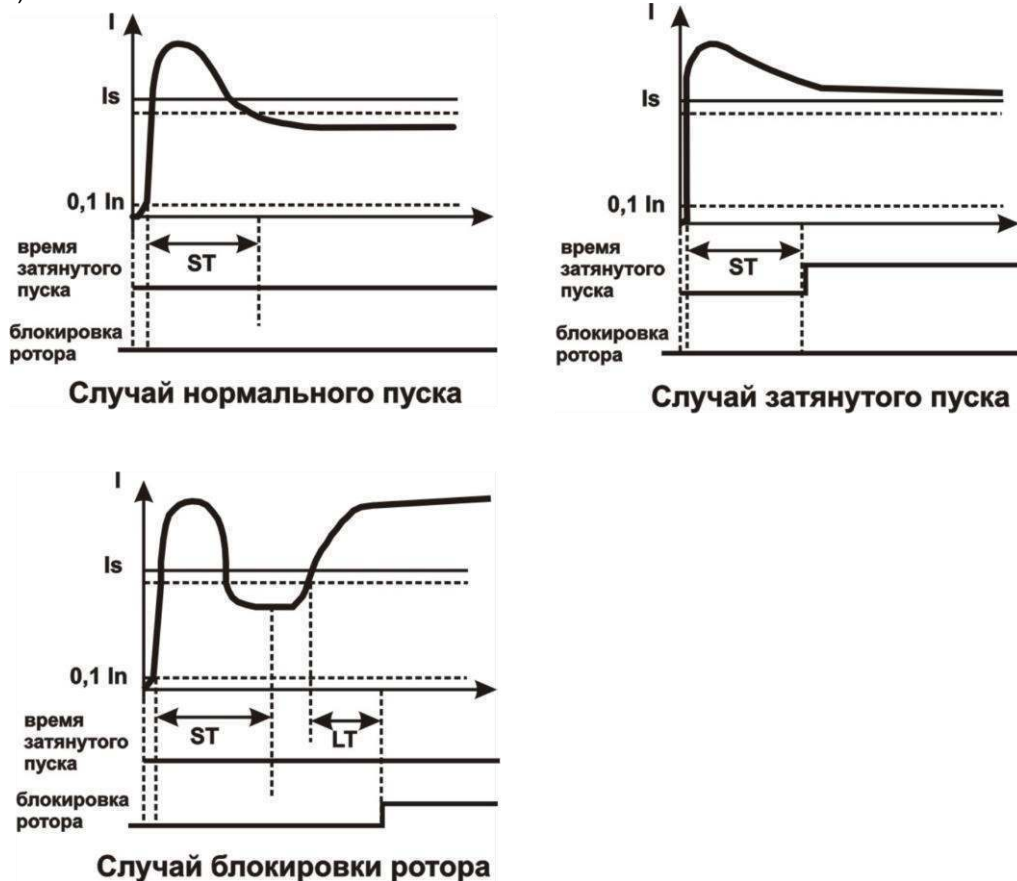 I
Is
0,1 In
время
затянутого
пуска
ST
блокировка
ротора
Случай нормального пуска
I
Is
0,1 In
время
затянутого
пуска
ST
блокировка
ротора
Случай затянутого пуска
I
Is
0,1 In
время
затянутого
пуска
ST
LT
блокировка
ротора
Случай блокировки ротора